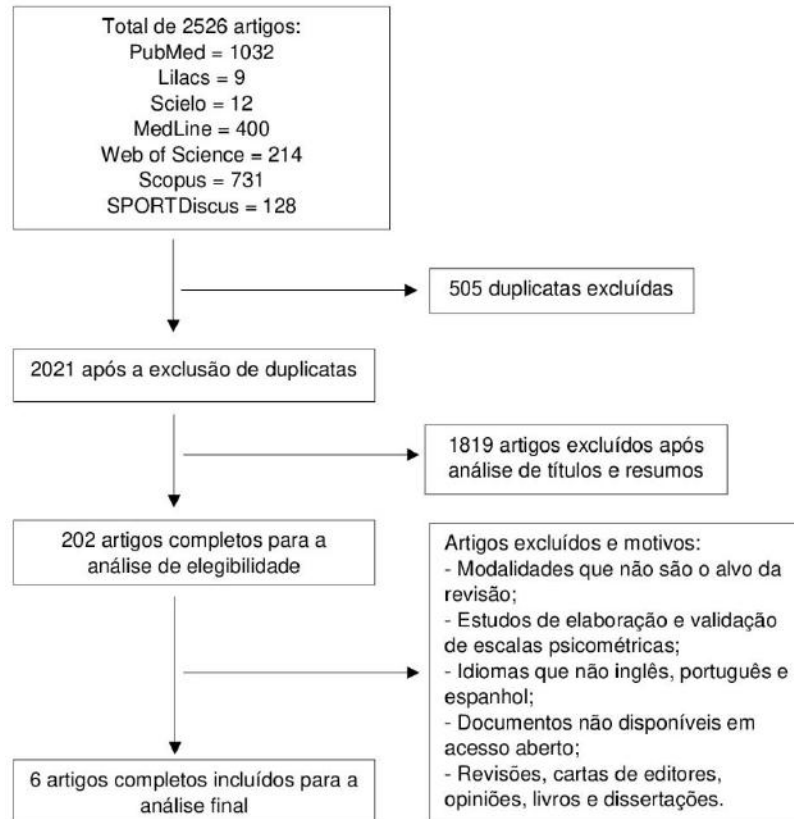 Total de 2526 artigos:
PubMed = 1032
Lilacs = 9
Scielo = 12
MedLine = 400
Web of Science = 214
Scopus = 731
SPORTDiscus = 128
505 duplicatas excluídas
2021 após a exclusão de duplicatas
1819 artigos excluídos após
análise de títulos e resumos
202 artigos completos para a
análise de elegibilidade
Artigos excluídos e motivos:
- Modalidades que não são o alvo da
revisão;
- Estudos de elaboração e validação
de escalas psicométricas;
- Idiomas que não inglês, português e
espanhol;
- Documentos não disponíveis em
acesso aberto;
- Revisões, cartas de editores,
opiniões, livros e dissertações.
6 artigos completos incluídos para a
análise final